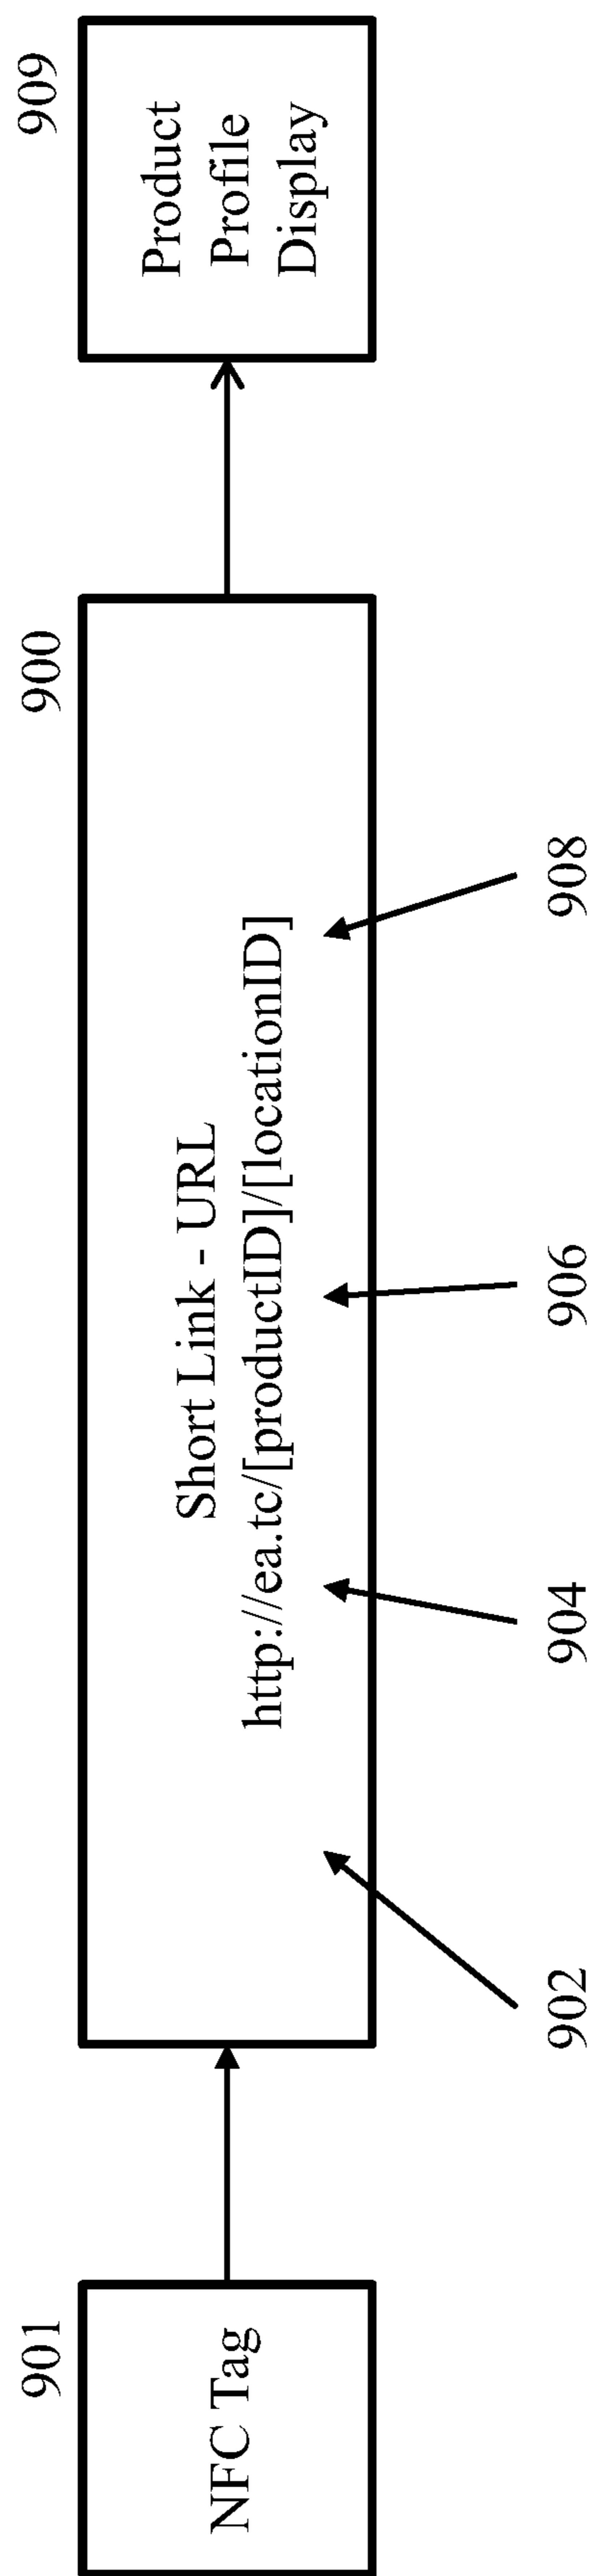 901
NFC Tag
900
Short Link - URL
http://ea.tc/[productID]/[locationID]
902
904
906
908
909
Product
Profile
Display